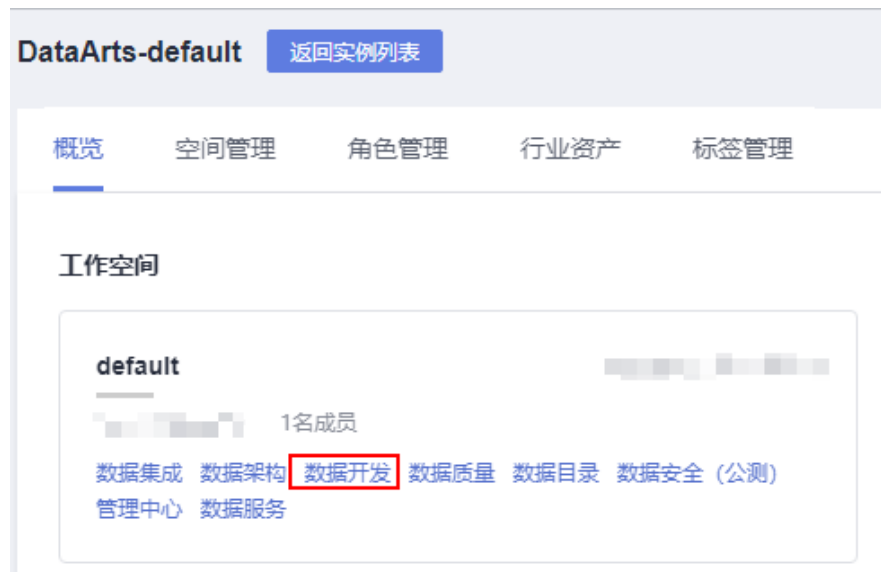 DataArts-default 返回实例列表
概览 空间管理 角色管理 行业资产 标签管理
工作空间
default
1名成员
数据集成 数据架构 数据开发 数据质量 数据目录 数据安全 (公测)
管理中心 数据服务